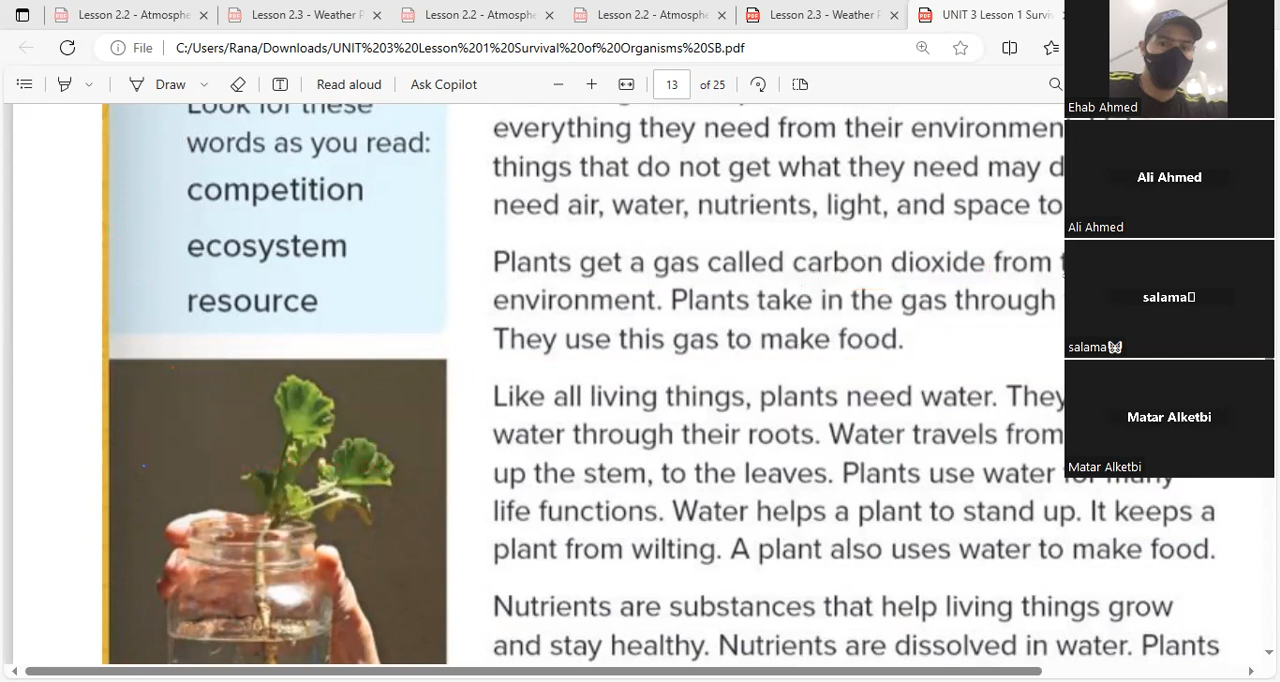 Lesson 2.2 - Atmosphe
Lesson 2.3 - Weather P
Lesson 2.2 - Atmosph
Lesson 2.2 - Atmosph
Lesson 2.3 - Weather P
UNIT 3 Lesson 1 Surviv
File
C:/Users/Rana/Downloads/UNIT%203%20Lesson%201%20Survival%20of%20Organisms%20SB.pdf
Draw
Read aloud
Ask Copilot
13 of 25
Look for these
words as you read:
competition
ecosystem
resource
everything they need from their environmen
things that do not get what they need may d
need air, water, nutrients, light, and space to
Plants get a gas called carbon dioxide from
environment. Plants take in the gas through
They use this gas to make food.
Like all living things, plants need water. They
water through their roots. Water travels from
up the stem, to the leaves. Plants use water for many
life functions. Water helps a plant to stand up. It keeps a
plant from wilting. A plant also uses water to make food.
Nutrients are substances that help living things grow
and stay healthy. Nutrients are dissolved in water. Plants
Ehab Ahmed
Ali Ahmed
Ali Ahmed
salama
salama
Matar Alketbi
Matar Alketbi